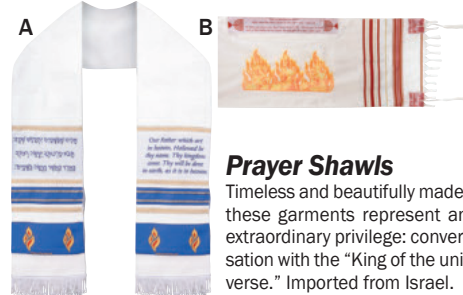 A
B
Our Father which art
in heaven, Hallowed be
thy name. Thy kingdom
come. Thy will be done
in earth, as it is in heaven.
Prayer Shawls
Timeless and beautifully made
these garments represent an
extraordinary privilege: conver
sation with the “King of the uni
verse.” Imported from Israel.